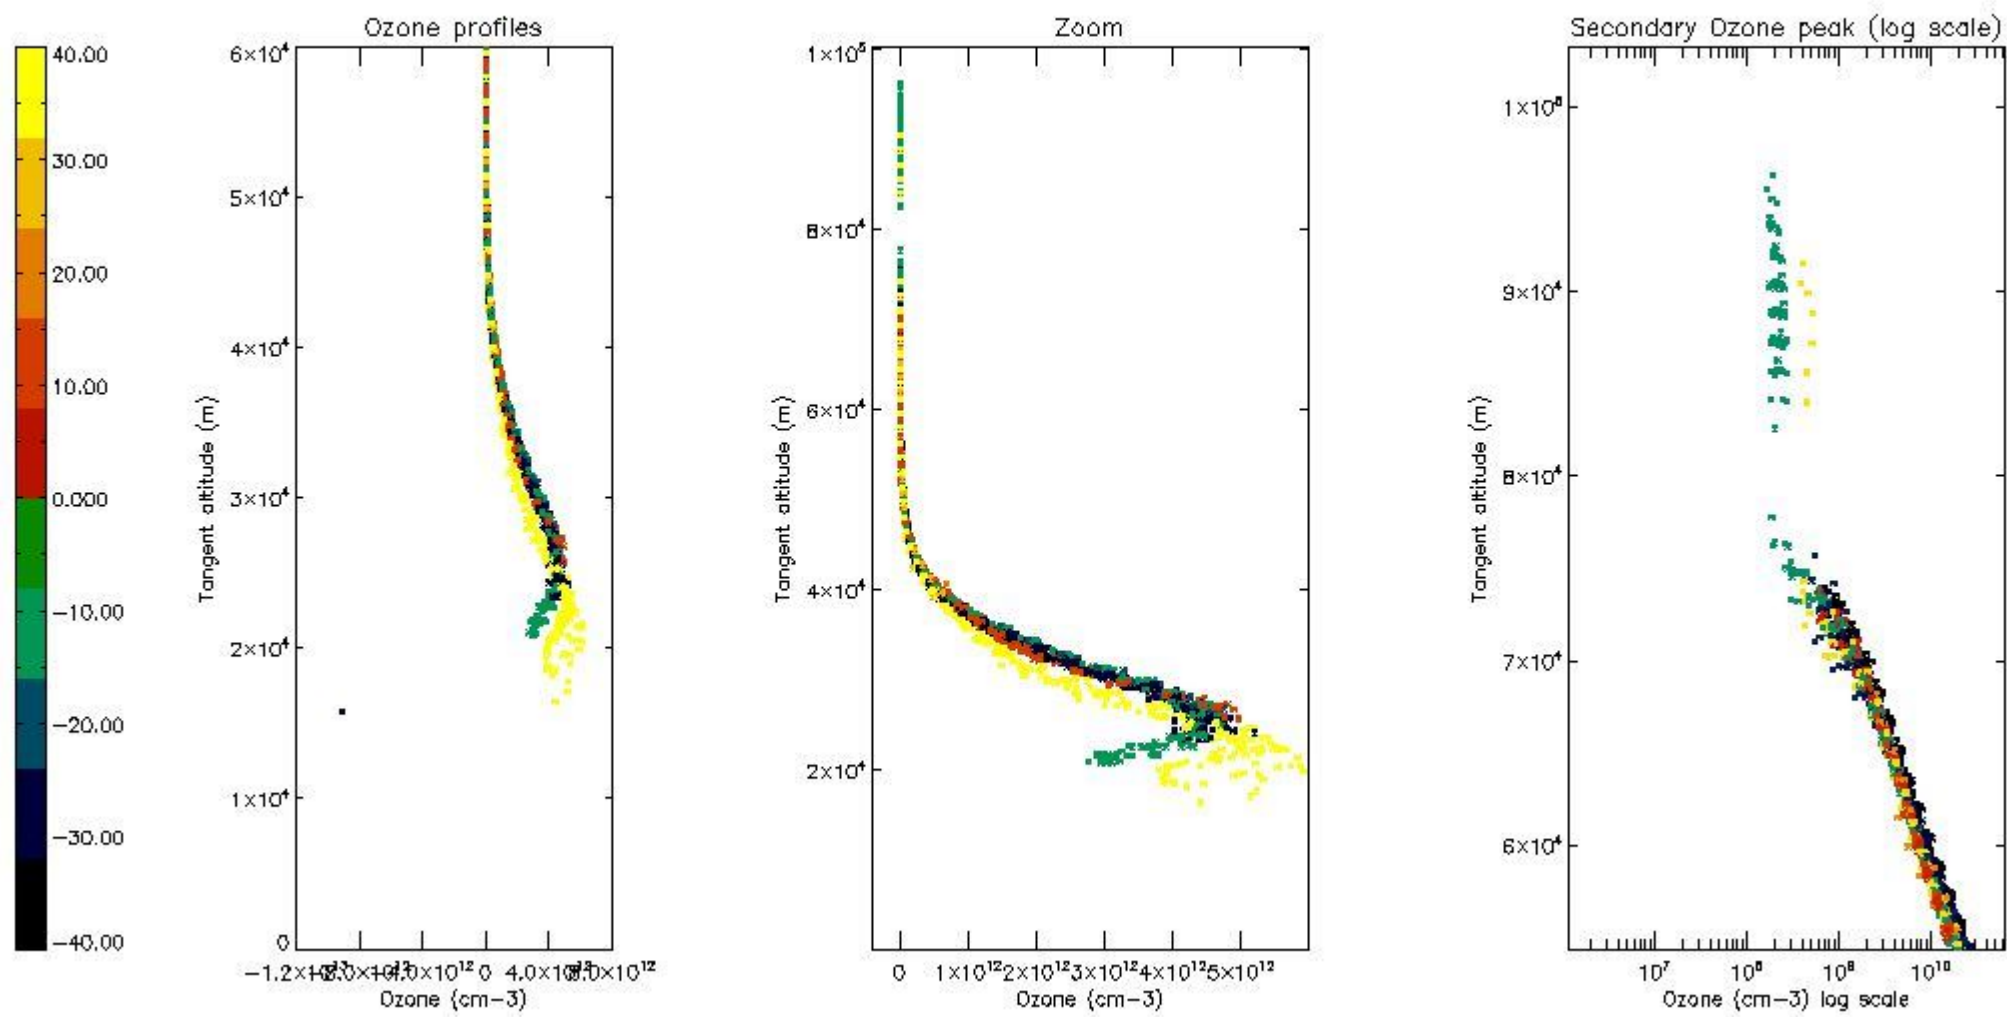 Ozone profiles
Zoom
Secondary Ozone peak (log scale)
40.00
30.00
20.00
10.00
0.000
−10.00
−20.00
−30.00
−40.00
6×10⁴
5×10⁴
4×10⁴
3×10⁴
2×10⁴
1×10⁴
0
Tangent altitude (m)
0
Ozone (cm−3)
1×10⁵
8×10⁴
6×10⁴
4×10⁴
2×10⁴
Tangent altitude (m)
0 1×10¹² 2×10¹² 3×10¹² 4×10¹² 5×10¹²
Ozone (cm−3)
9×10⁴
8×10⁴
7×10⁴
6×10⁴
Tangent altitude (m)
10⁷ 10⁸ 10⁹ 10¹⁰
Ozone (cm−3) log scale